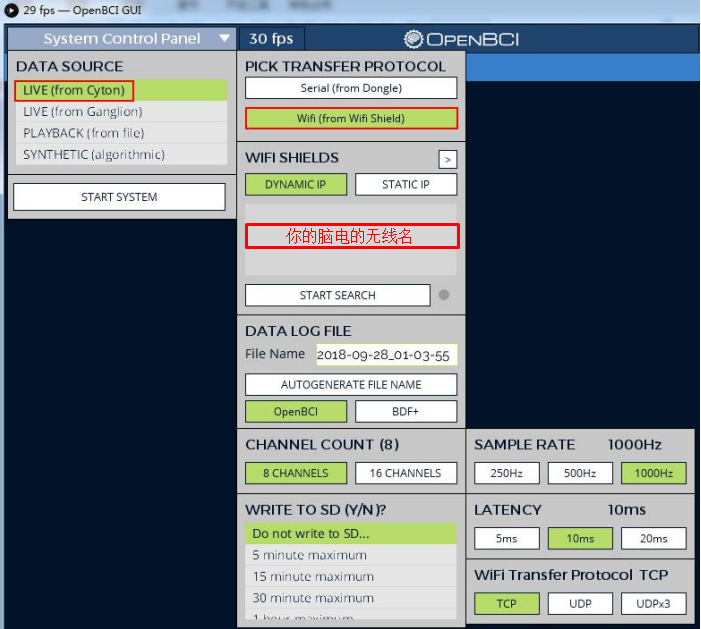 29 fps — OpenBCI GUI
System Control Panel
30 fps
OPENBCI
DATA SOURCE
LIVE (from Cyton)
LIVE (from Ganglion)
PLAYBACK (from file)
SYNTHETIC (algorithmic)
START SYSTEM
PICK TRANSFER PROTOCOL
Serial (from Dongle)
Wifi (from Wifi Shield)
WIFI SHIELDS >
DYNAMIC IP STATIC IP
你的脑电的无线名
START SEARCH
DATA LOG FILE
File Name 2018-09-28_01-03-55
AUTOGENERATE FILE NAME
OpenBCI BDF+
CHANNEL COUNT (8)
8 CHANNELS 16 CHANNELS
WRITE TO SD (Y/N)?
Do not write to SD...
5 minute maximum
15 minute maximum
30 minute maximum
1 hour maximum
SAMPLE RATE 1000Hz
250Hz 500Hz 1000Hz
LATENCY 10ms
5ms 10ms 20ms
WiFi Transfer Protocol TCP
TCP UDP UDPx3